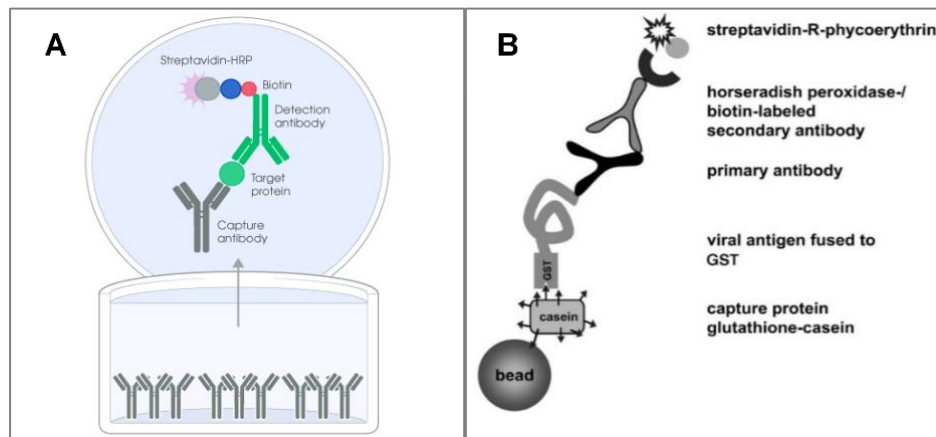 A
Streptavidin-HRP
Biotin
Detection
antibody
Target
protein
Capture
antibody
B
streptavidin-R-phycoerythrin
horseradish peroxidase-/
biotin-labeled
secondary antibody
primary antibody
viral antigen fused to
GST
GST
capture protein
glutathione-casein
casein
bead